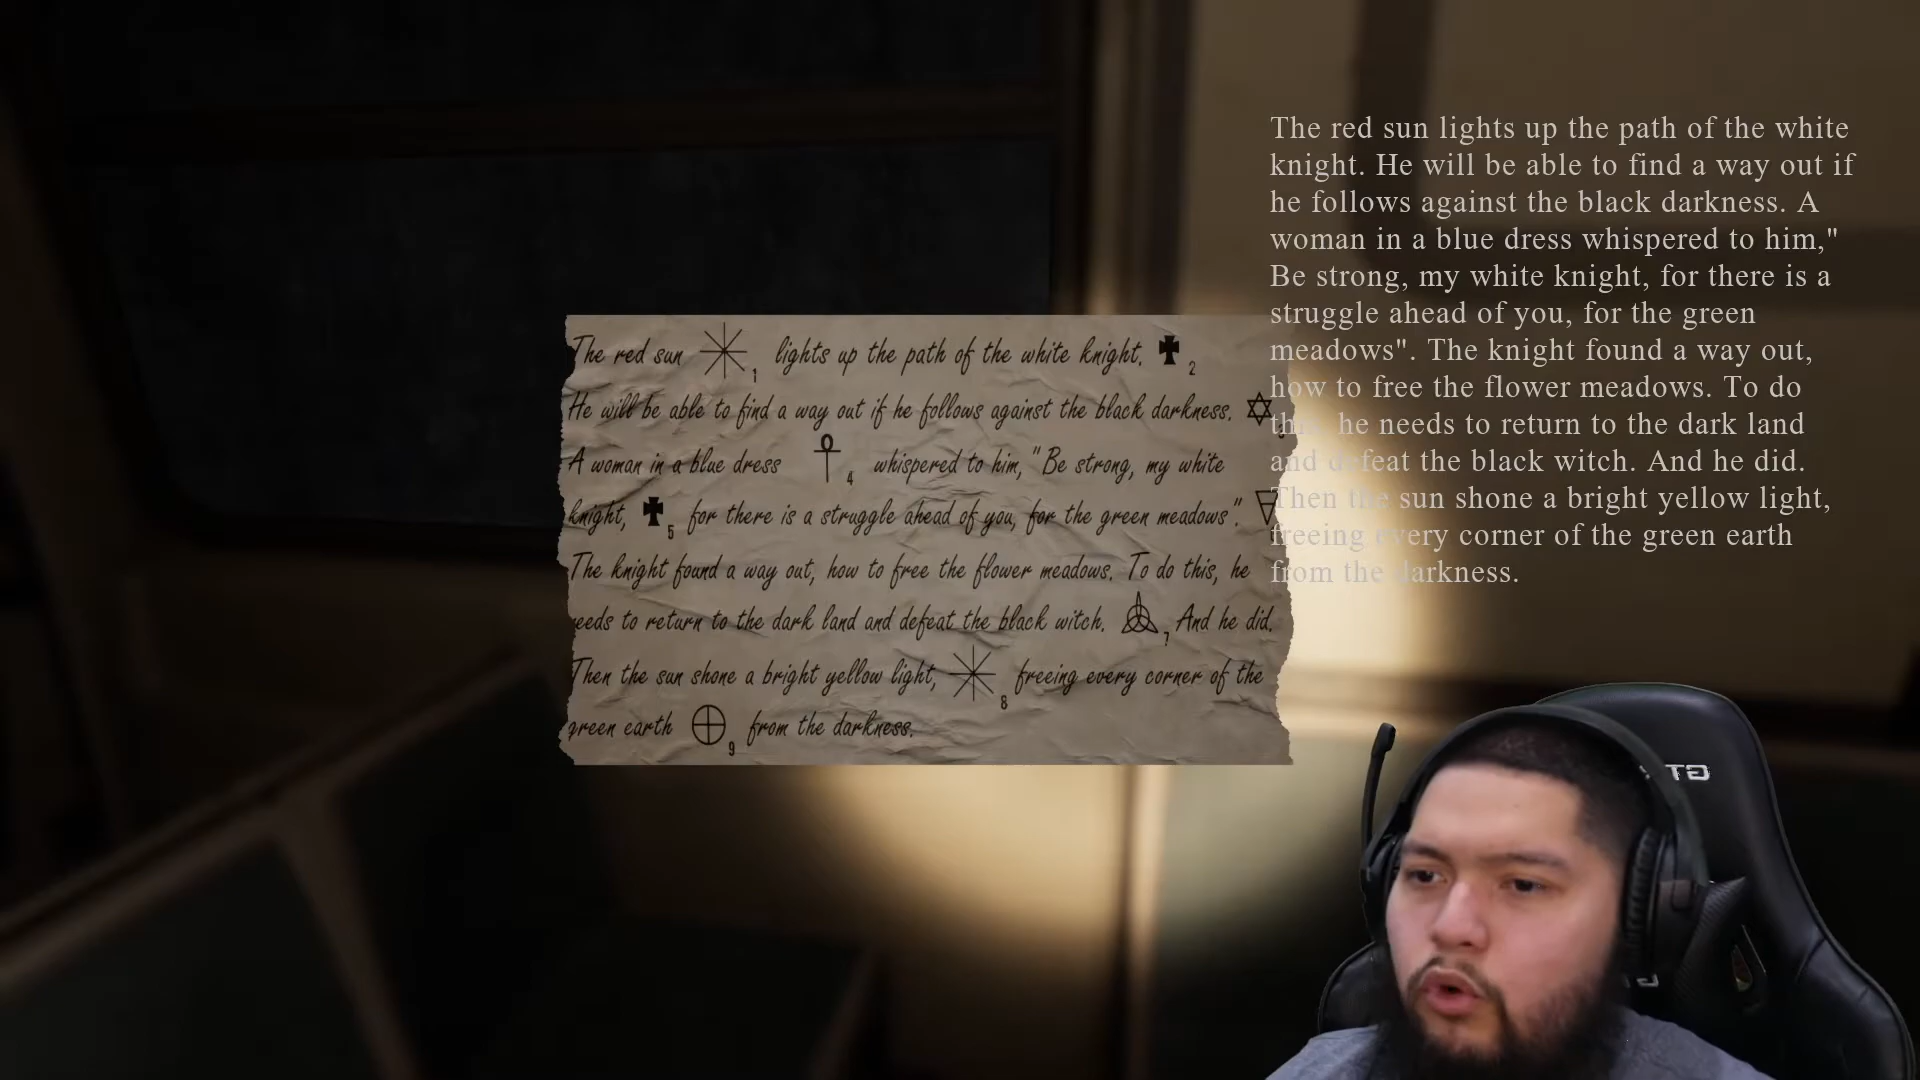 The red sun 1 lights up the path of the white knight. 2
He will be able to find a way out if he follows against the black darkness.
A woman in a blue dress 4 whispered to him, "Be strong, my white
knight, 5 for there is a struggle ahead of you, for the green meadows".
The knight found a way out, how to free the flower meadows. To do this, he
needs to return to the dark land and defeat the black witch. 7 And he did.
Then the sun shone a bright yellow light, 8 freeing every corner of the
green earth 9 from the darkness.
The red sun lights up the path of the white
knight. He will be able to find a way out if
he follows against the black darkness. A
woman in a blue dress whispered to him,"
Be strong, my white knight, for there is a
struggle ahead of you, for the green
meadows". The knight found a way out,
how to free the flower meadows. To do
this, he needs to return to the dark land
and defeat the black witch. And he did.
Then the sun shone a bright yellow light,
freeing every corner of the green earth
from the darkness.